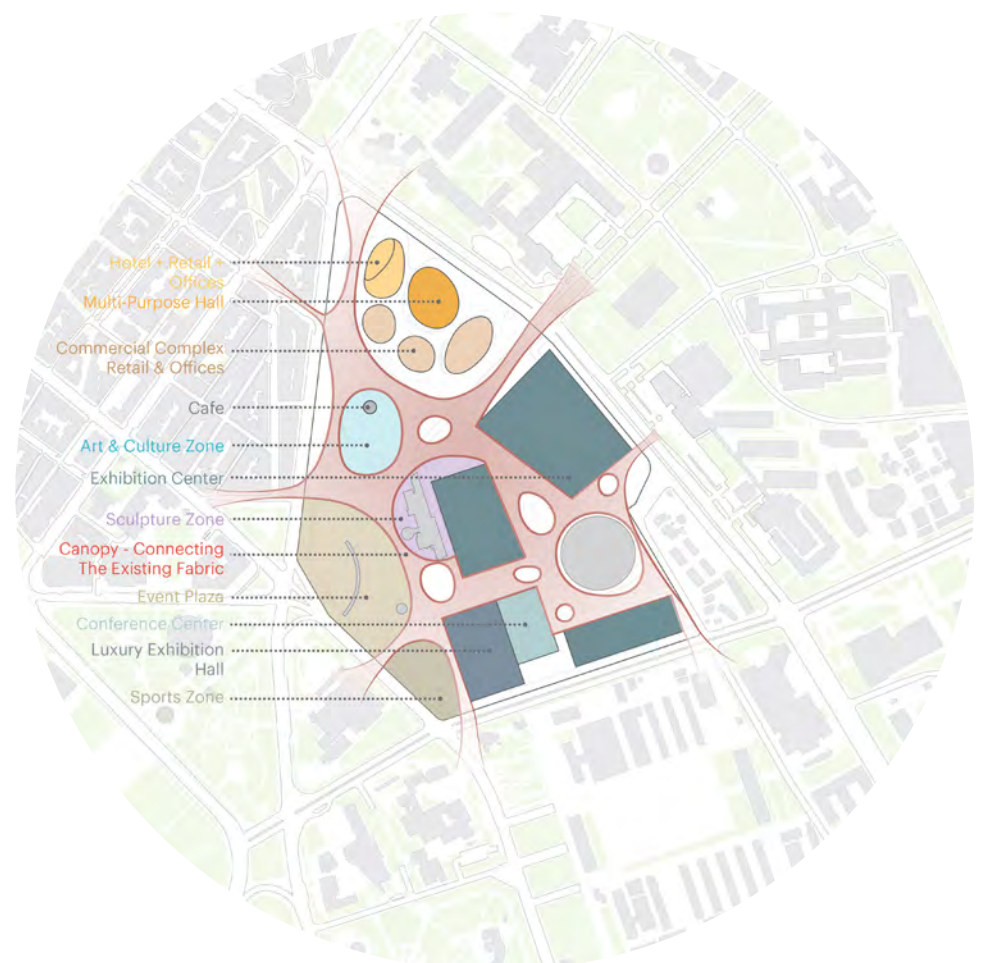 Hotel + Retail +
Offices
Multi-Purpose Hall
Commercial Complex
Retail & Offices
Cafe
Art & Culture Zone
Exhibition Center
Sculpture Zone
Canopy - Connecting
The Existing Fabric
Event Plaza
Conference Center
Luxury Exhibition
Hall
Sports Zone